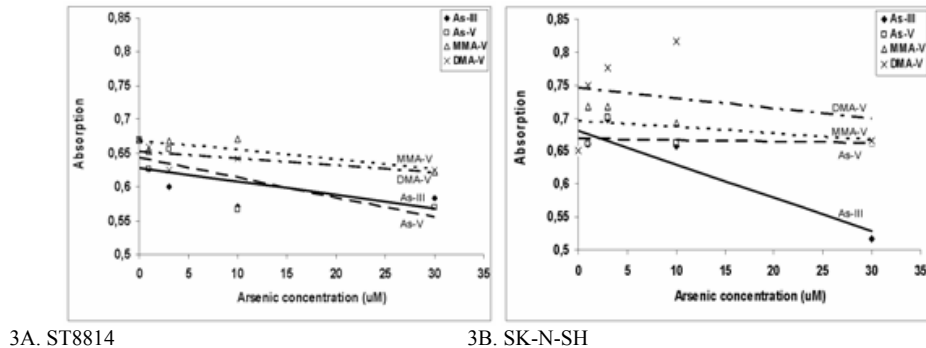 0,85
0,8
0,75
0,7
0,65
0,6
0,55
0,5
Absorption
As-III
As-V
MMA-V
DMA-V
MMA-V
DMA-V
As-III
As-V
0 5 10 15 20 25 30 35
Arsenic concentration (uM)
3A. ST8814
0,85
0,8
0,75
0,7
0,65
0,6
0,55
0,5
Absorption
As-III
As-V
MMA-V
DMA-V
DMA-V
MMA-V
As-V
As-III
0 5 10 15 20 25 30 35
Arsenic concentration (uM)
3B. SK-N-SH